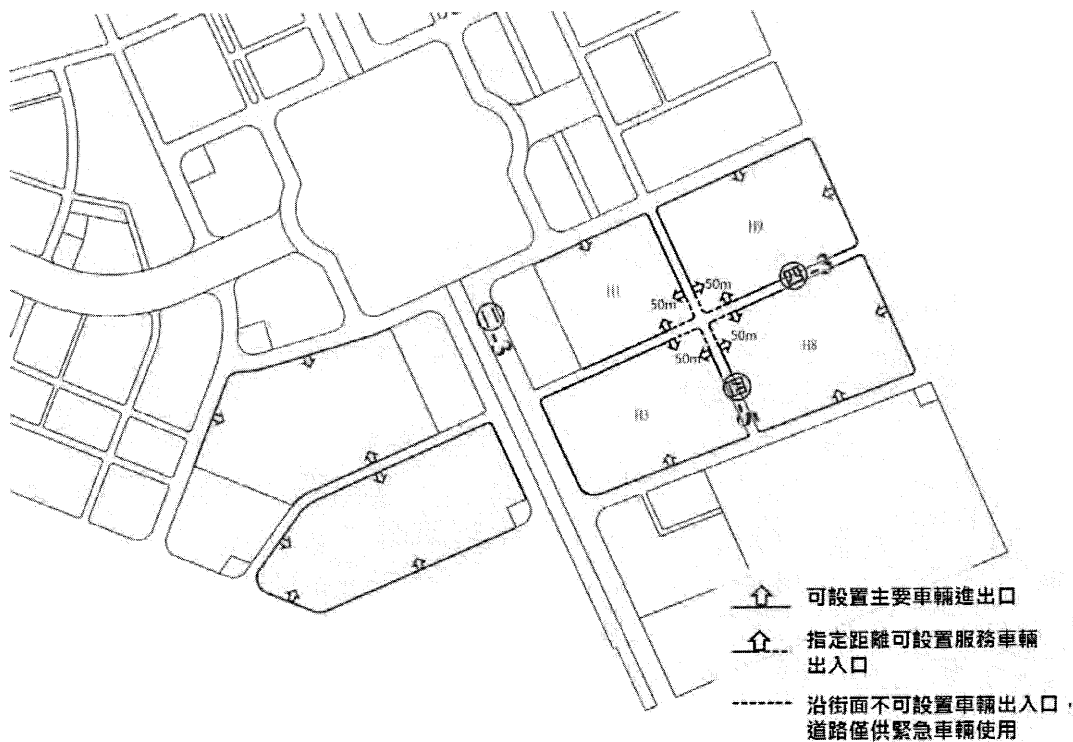 H9
H1
四-3
50m
50m
二-3
50m
50m
H8
H3
四-5
可設置主要車輛進出口
指定距離可設置服務車輛
出入口
沿街面不可設置車輛出入口，
道路僅供緊急車輛使用